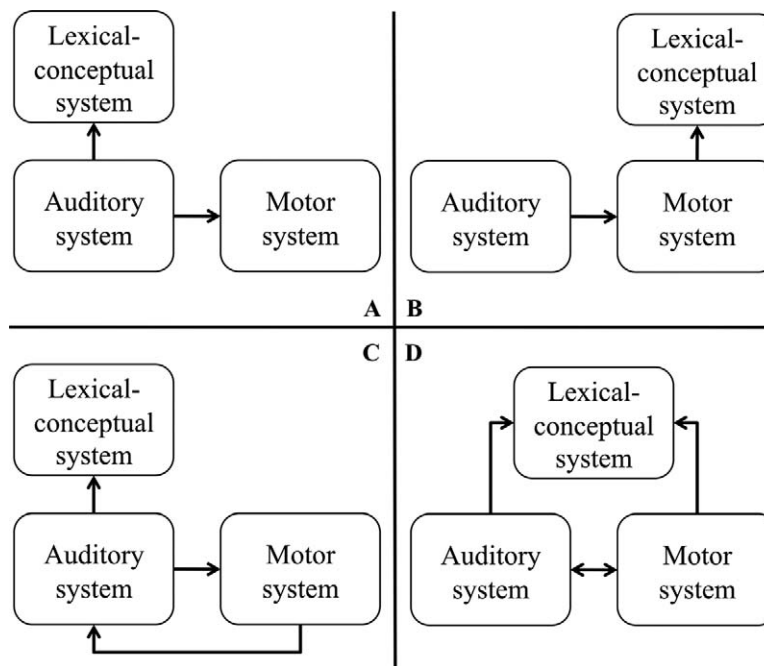 Lexical-
conceptual
system
Auditory
system
Motor
system
A
Lexical-
conceptual
system
Auditory
system
Motor
system
B
C
Lexical-
conceptual
system
Auditory
system
Motor
system
D
Lexical-
conceptual
system
Auditory
system
Motor
system